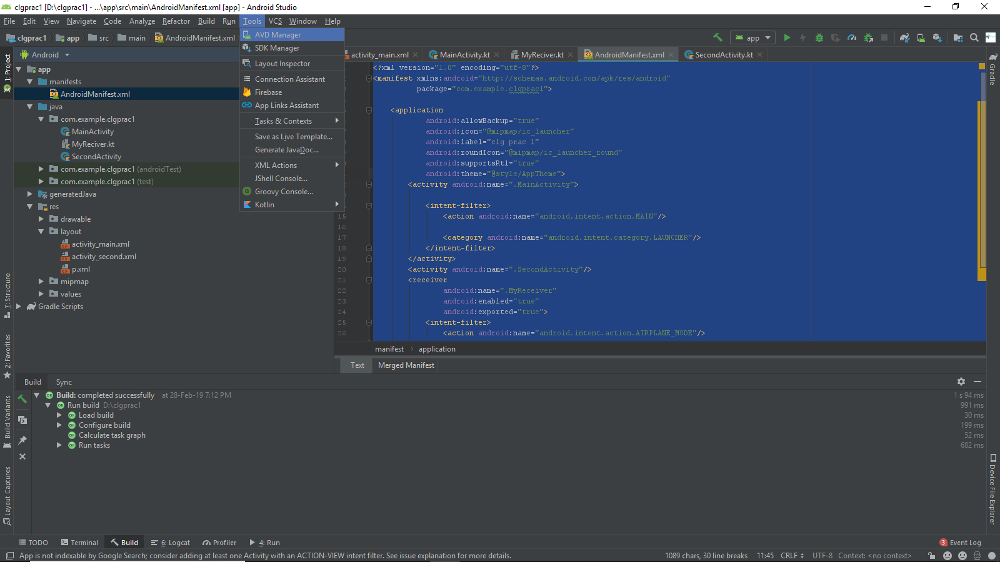 clgprac1 [D:\clgprac1] - ...\app\src\main\AndroidManifest.xml [app] - Android Studio
File Edit View Navigate Code Analyze Refactor Build Run Tools VCS Window Help
clgprac1 app src main AndroidManifest.xml
app
AVD Manager
SDK Manager
Layout Inspector
Connection Assistant
Firebase
App Links Assistant
Tasks & Contexts
Save as Live Template...
Generate JavaDoc...
XML Actions
JShell Console...
Groovy Console...
Kotlin
1: Project
7: Structure
2: Favorites
Build Variants
Layout Captures
Android
app
manifests
AndroidManifest.xml
java
com.example.clgprac1
MainActivity
MyReciver.kt
SecondActivity
com.example.clgprac1 (androidTest)
com.example.clgprac1 (test)
generatedJava
res
drawable
layout
activity_main.xml
activity_second.xml
p.xml
mipmap
values
Gradle Scripts
activity_main.xml MainActivity.kt MyReciver.kt AndroidManifest.xml SecondActivity.kt
<?xml version="1.0" encoding="utf-8"?>
<manifest xmlns:android="http://schemas.android.com/apk/res/android"
package="com.example.clgprac1">
<application
android:allowBackup="true"
android:icon="@mipmap/ic_launcher"
android:label="clg prac 1"
android:roundIcon="@mipmap/ic_launcher_round"
android:supportsRtl="true"
android:theme="@style/AppTheme">
<activity android:name=".MainActivity">
<intent-filter>
15 <action android:name="android.intent.action.MAIN"/>
16
17 <category android:name="android.intent.category.LAUNCHER"/>
18 </intent-filter>
19 </activity>
20 <activity android:name=".SecondActivity"/>
21 <receiver
22 android:name=".MyReceiver"
23 android:enabled="true"
24 android:exported="true">
25 <intent-filter>
26 <action android:name="android.intent.action.AIRPLANE_MODE"/>
manifest application
Text Merged Manifest
Gradle
Device File Explorer
Build Sync
Build: completed successfully at 28-Feb-19 7:12 PM 1 s 94 ms
Run build D:\clgprac1 991 ms
Load build 30 ms
Configure build 199 ms
Calculate task graph 52 ms
Run tasks 682 ms
TODO Terminal Build 6: Logcat Profiler 4: Run 3 Event Log
App is not indexable by Google Search; consider adding at least one Activity with an ACTION-VIEW intent filter. See issue explanation for more details. 1089 chars, 30 line breaks 11:45 CRLF UTF-8 Context: <no context>